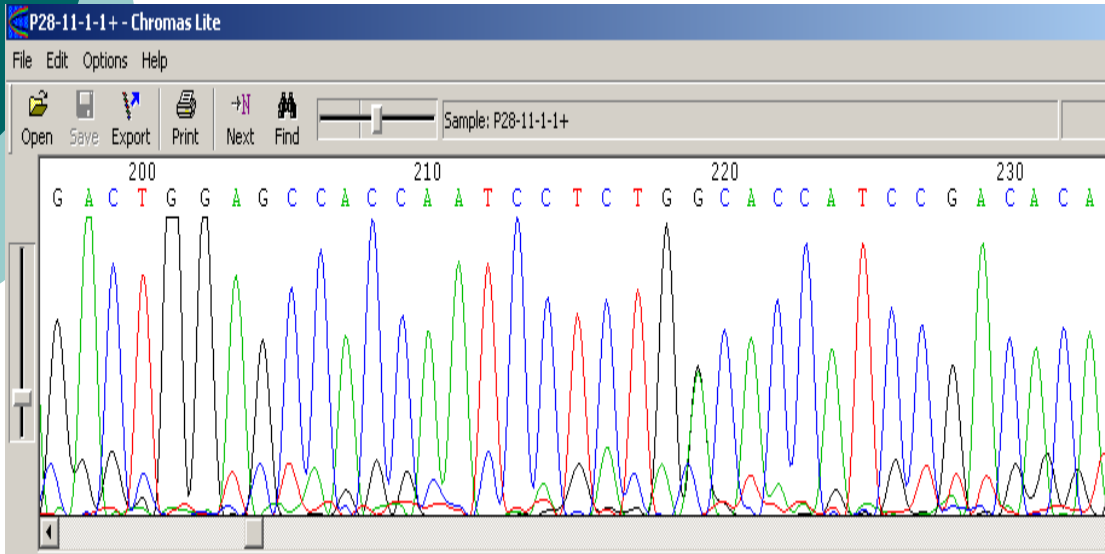 P28-11-1-1+ - Chromas Lite
File Edit Options Help
Open Save Export Print Next Find Sample: P28-11-1-1+
→N
200 210 220 230
G A C T G G A G C C A C C A A T C C T C T G G C A C C A T C C G A C A C A